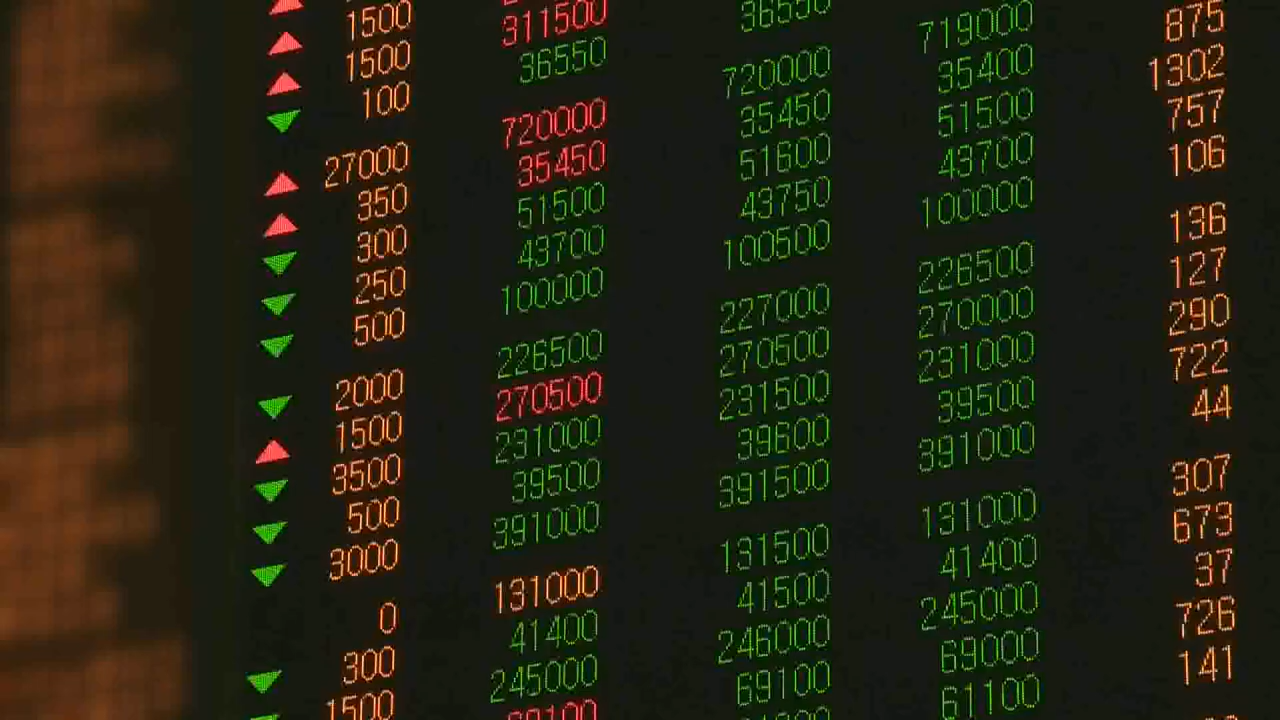 1500
1500 311500
100 36550 36550
27000 720000 720000 719000
350 35450 35450 35400 875
300 51500 51600 51500 1302
250 43700 43750 43700 757
500 100000 100500 100000 106
2000 226500 227000 226500 136
1500 270500 270500 270000 127
3500 231000 231500 231000 290
500 39500 39600 39500 722
3000 391000 391500 391000 44
0 131000 131500 131000 307
300 41400 41500 41400 673
1500 245000 246000 245000 37
69100 69100 69000 726
61100 141